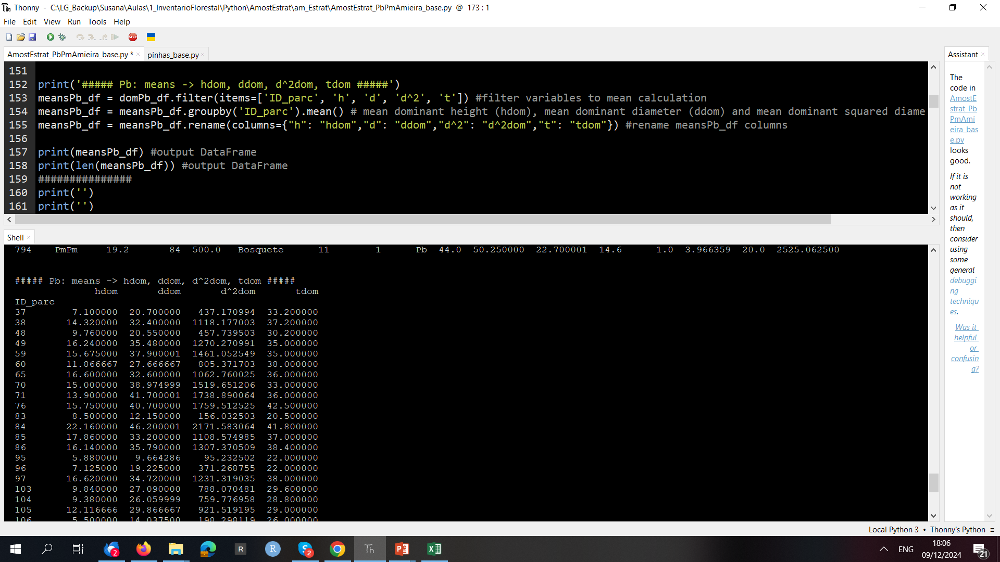 Thonny - C:\LG_Backup\Susana\Aulas\1_InventarioFlorestal\Python\AmostEstrat\am_Estrat\AmostEstrat_PbPmAmieira_base.py @ 173 : 1
File Edit View Run Tools Help
STOP
AmostEstrat_PbPmAmieira_base.py * × pinhas_base.py ×
151
152 print('##### Pb: means -> hdom, ddom, d^2dom, tdom #####')
153 meansPb_df = domPb_df.filter(items=['ID_parc', 'h', 'd', 'd^2', 't']) #filter variables to mean calculation
154 meansPb_df = meansPb_df.groupby('ID_parc').mean() # mean dominant height (hdom), mean dominant diameter (ddom) and mean dominant squared diame
155 meansPb_df = meansPb_df.rename(columns={"h": "hdom","d": "ddom","d^2": "d^2dom","t": "tdom"}) #rename meansPb_df columns
156
157 print(meansPb_df) #output DataFrame
158 print(len(meansPb_df)) #output DataFrame
159 ###############
160 print('')
161 print('')
Shell ×
794 PmPm 19.2 84 500.0 Bosquete 11 1 Pb 44.0 50.250000 22.700001 14.6 1.0 3.966359 20.0 2525.062500
##### Pb: means -> hdom, ddom, d^2dom, tdom #####
hdom ddom d^2dom tdom
ID_parc
37 7.100000 20.700000 437.170994 33.200000
38 14.320000 32.400000 1118.177003 37.200000
48 9.760000 20.550000 457.739503 30.200000
49 16.240000 35.480000 1270.270991 35.000000
59 15.675000 37.900001 1461.052549 35.000000
60 11.866667 27.666667 805.371703 38.000000
65 16.600000 32.600000 1062.760025 36.000000
70 15.000000 38.974999 1519.651206 33.000000
71 13.900000 41.700001 1738.890064 36.000000
76 15.750000 40.700000 1759.512525 42.500000
83 8.500000 12.150000 156.032503 20.500000
84 22.160000 46.200001 2171.583064 41.800000
85 17.860000 33.200000 1108.574985 37.000000
86 16.140000 35.790000 1307.370509 38.400000
95 5.880000 9.664286 95.232502 22.000000
96 7.125000 19.225000 371.268755 22.000000
97 16.620000 34.720000 1231.319035 38.000000
103 9.840000 27.090000 788.070481 29.600000
104 9.380000 26.059999 759.776958 28.800000
105 12.116666 29.866667 921.519195 29.000000
106 5.500000 14.037500 198.298119 26.000000
Assistant ×
The
code in
AmostE
strat_Pb
PmAmi
eira_bas
e.py
looks
good.
If it is
not
working
as it
should,
then
consider
using
some
general
debuggi
ng
techniqu
es.
Was it
helpful
or
confusin
g?
Local Python 3 • Thonny's Python ≡
2 R R 2 Th P X
ENG
18:06
09/12/2024
21